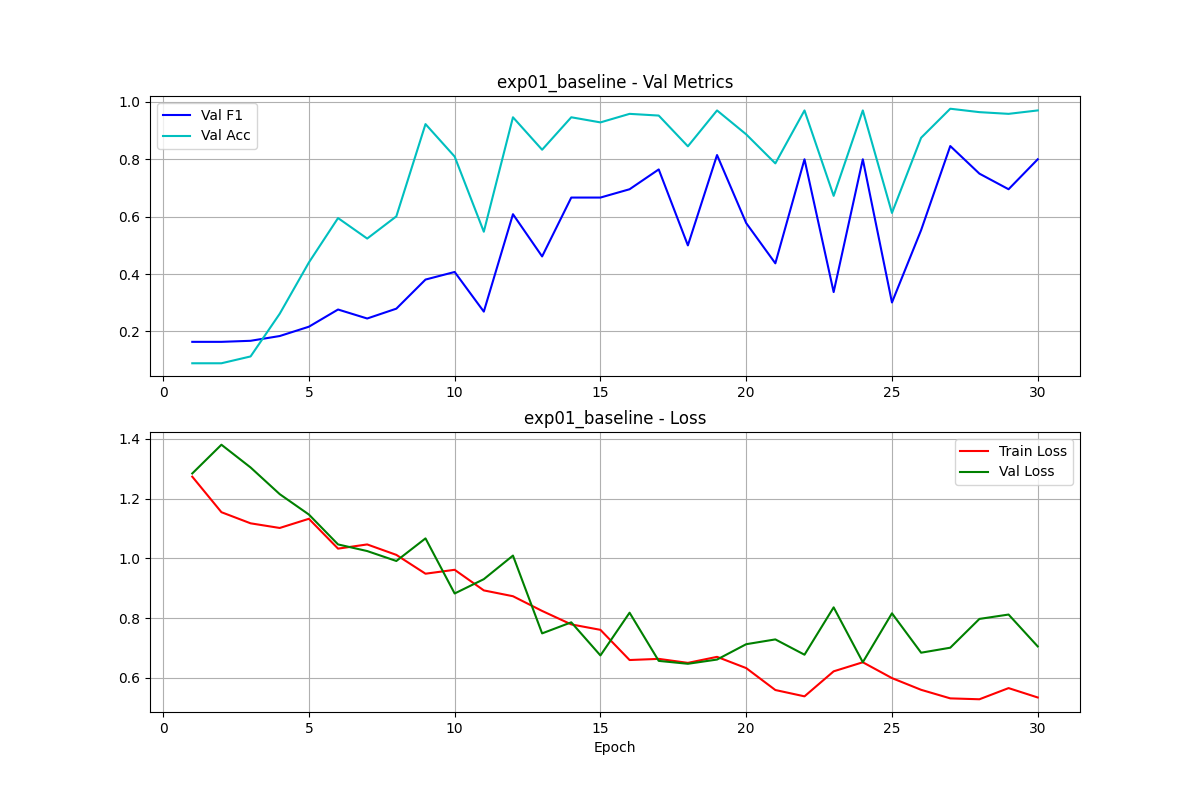 exp01_baseline - Val Metrics
Val F1
Val Acc
1.0
0.8
0.6
0.4
0.2
0 5 10 15 20 25 30
exp01_baseline - Loss
Train Loss
Val Loss
1.4
1.2
1.0
0.8
0.6
0 5 10 15 20 25 30
Epoch